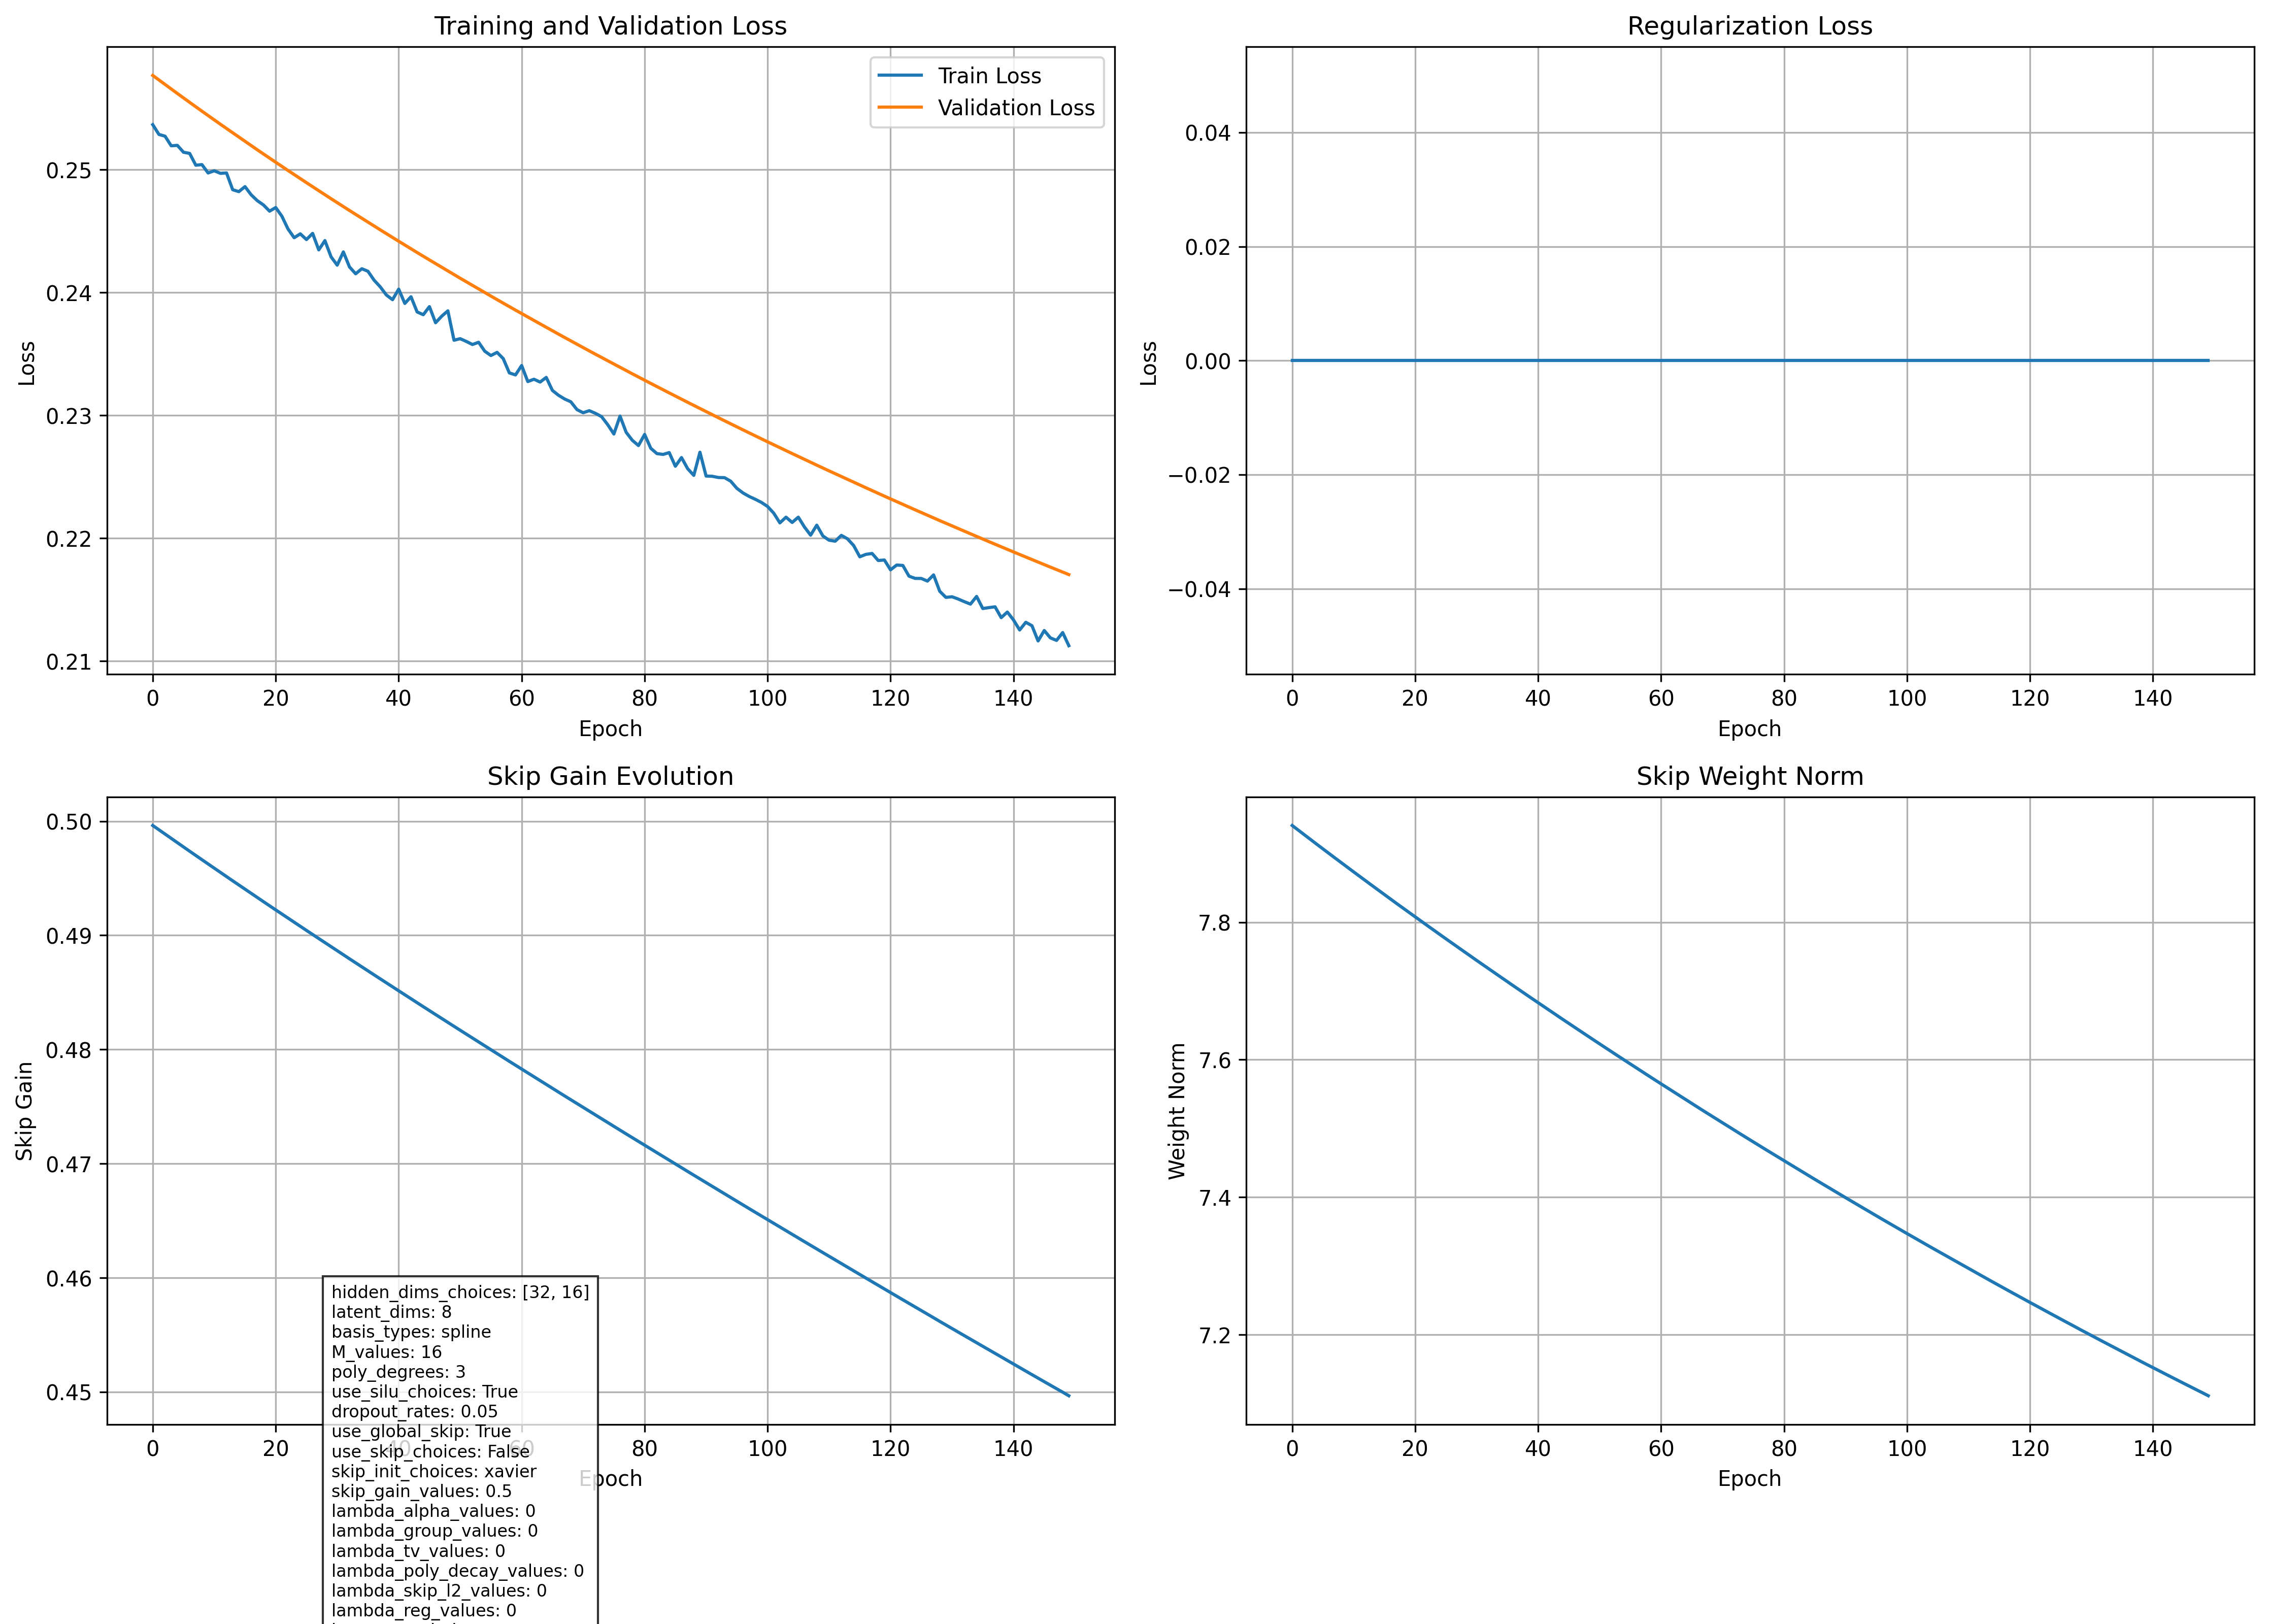 Training and Validation Loss
Train Loss
Validation Loss
0.25
0.24
0.23
0.22
0.21
Loss
0 20 40 60 80 100 120 140
Epoch
Regularization Loss
0.04
0.02
0.00
−0.02
−0.04
Loss
0 20 40 60 80 100 120 140
Epoch
Skip Gain Evolution
0.50
0.49
0.48
0.47
0.46
0.45
Skip Gain
0 20 40 60 80 100 120 140
Epoch
hidden_dims_choices: [32, 16]
latent_dims: 8
basis_types: spline
M_values: 16
poly_degrees: 3
use_silu_choices: True
dropout_rates: 0.05
use_global_skip: True
use_skip_choices: False
skip_init_choices: xavier
skip_gain_values: 0.5
lambda_alpha_values: 0
lambda_group_values: 0
lambda_tv_values: 0
lambda_poly_decay_values: 0
lambda_skip_l2_values: 0
lambda_reg_values: 0
Skip Weight Norm
7.8
7.6
7.4
7.2
Weight Norm
0 20 40 60 80 100 120 140
Epoch